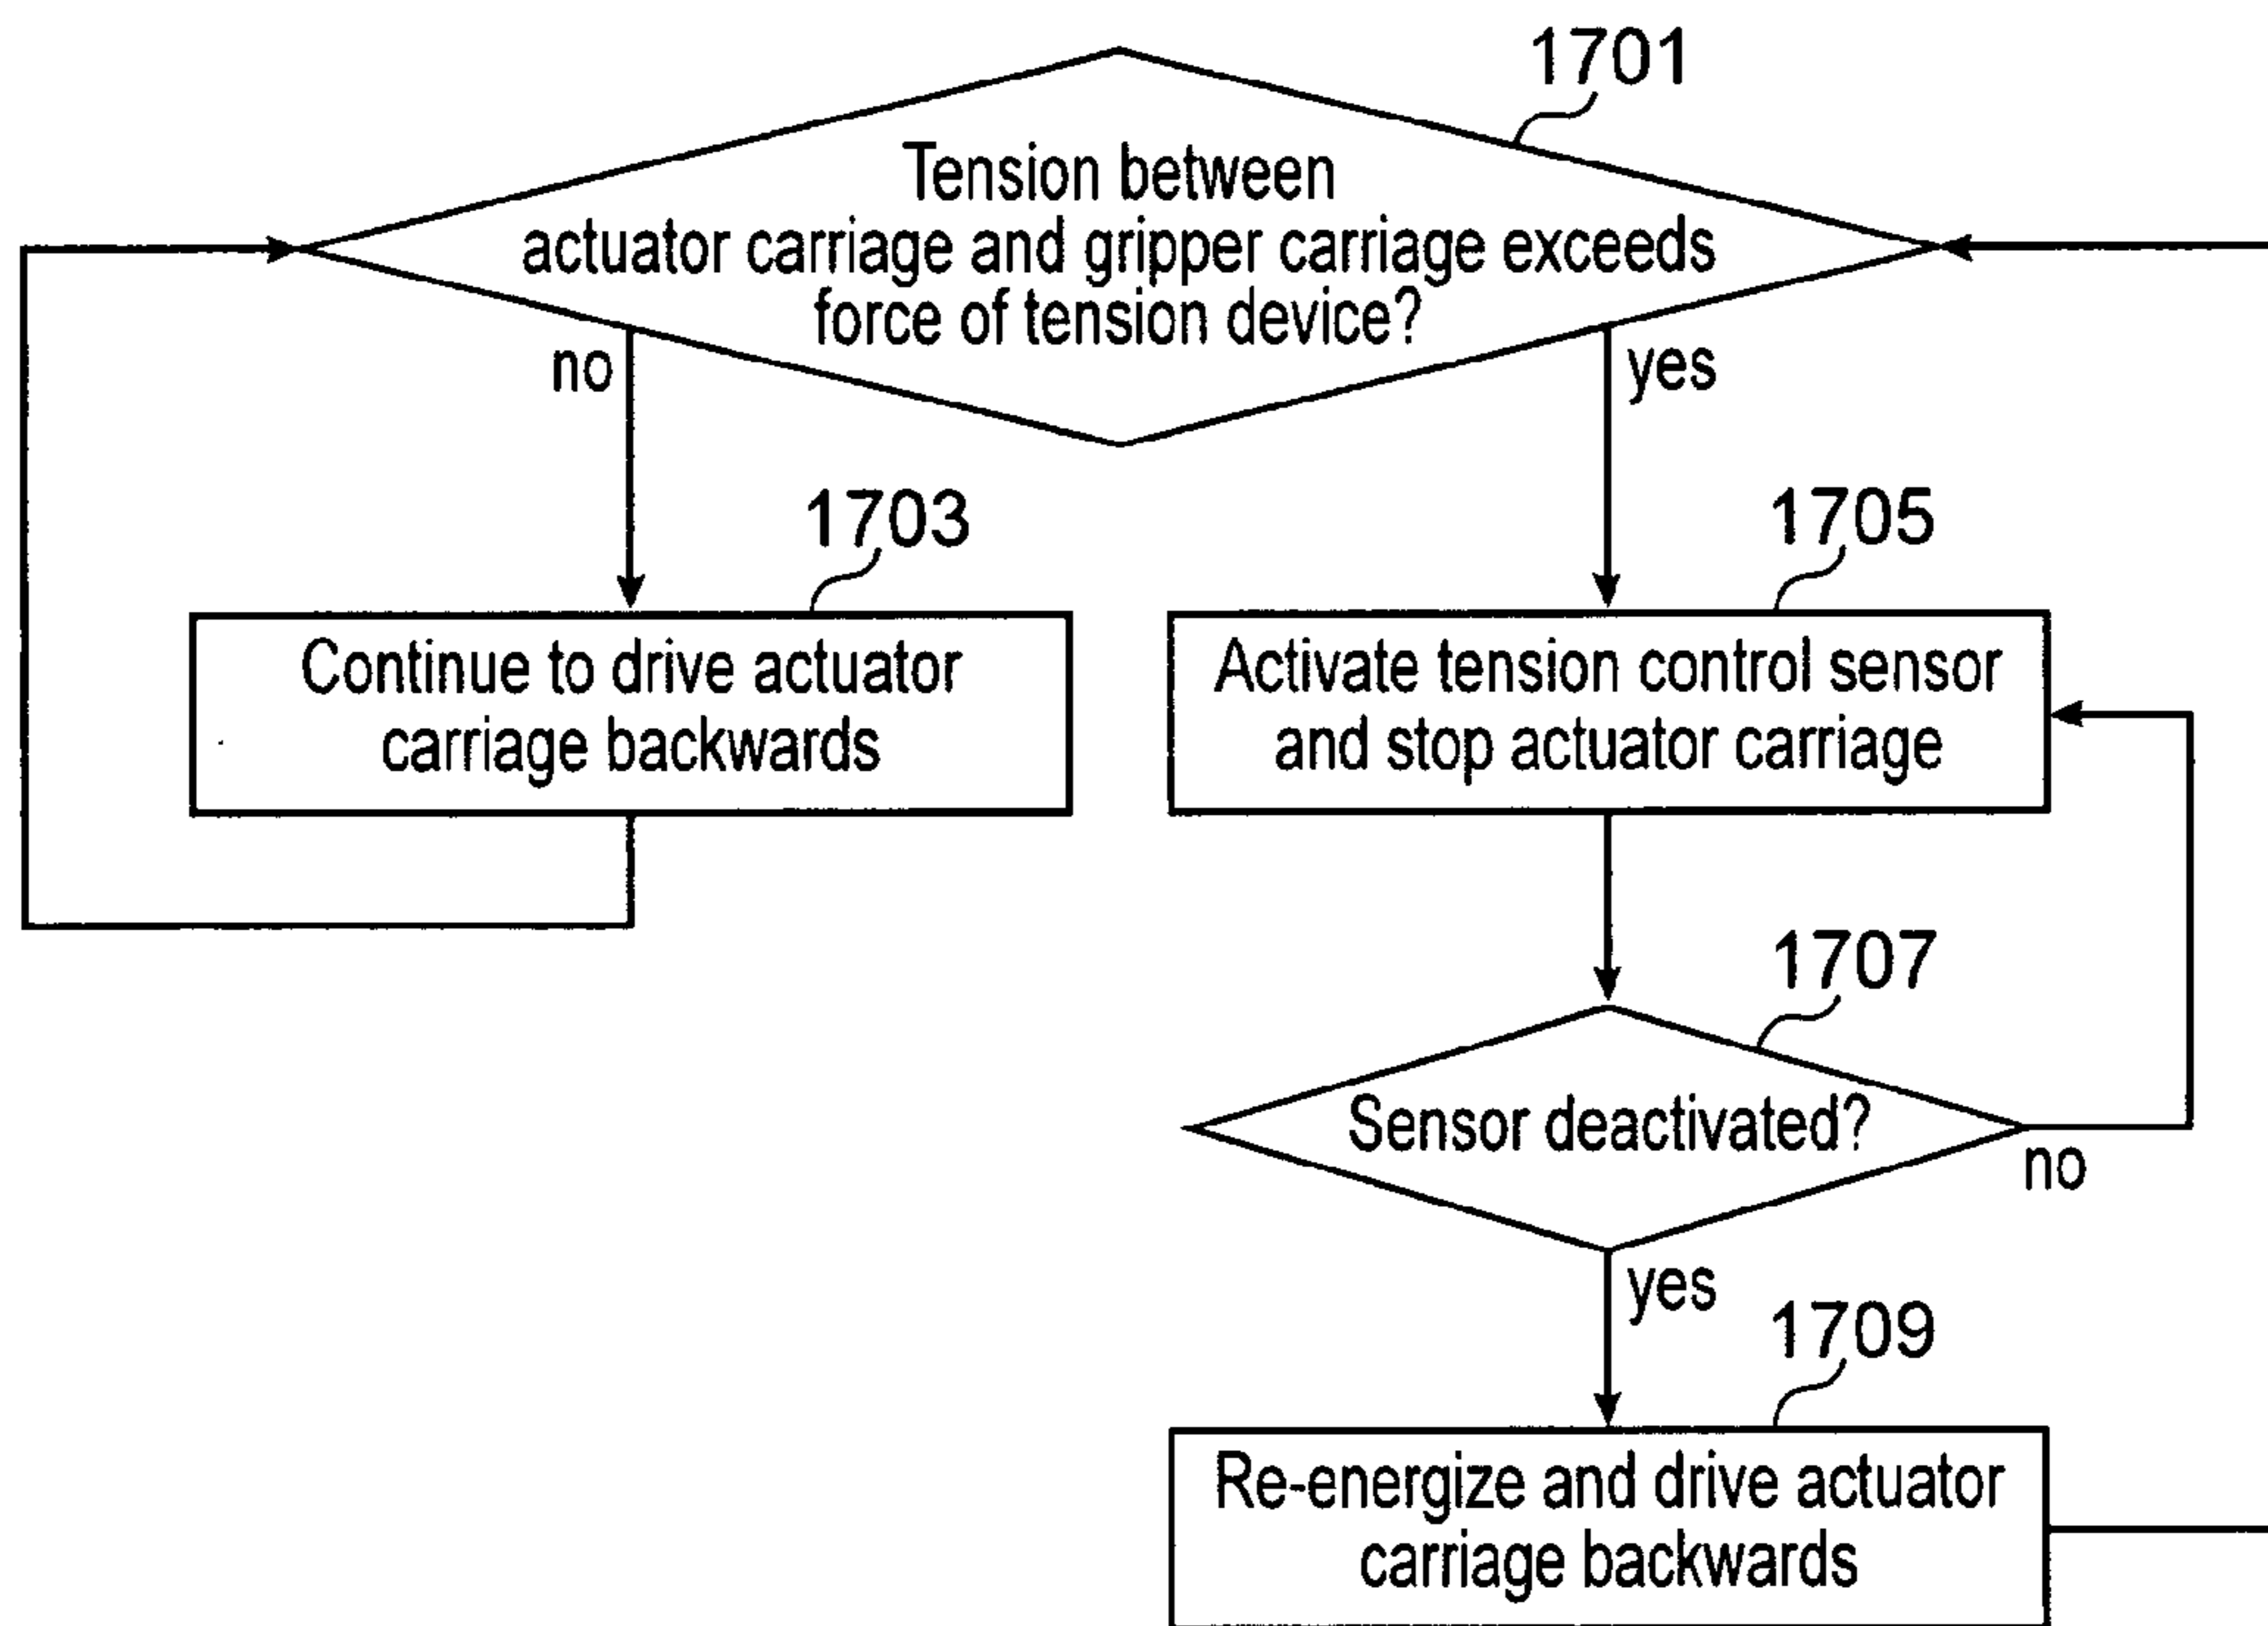 1701
Tension between
actuator carriage and gripper carriage exceeds
force of tension device?
no
yes
1703
1705
Continue to drive actuator
carriage backwards
Activate tension control sensor
and stop actuator carriage
1707
Sensor deactivated?
no
yes
1709
Re-energize and drive actuator
carriage backwards